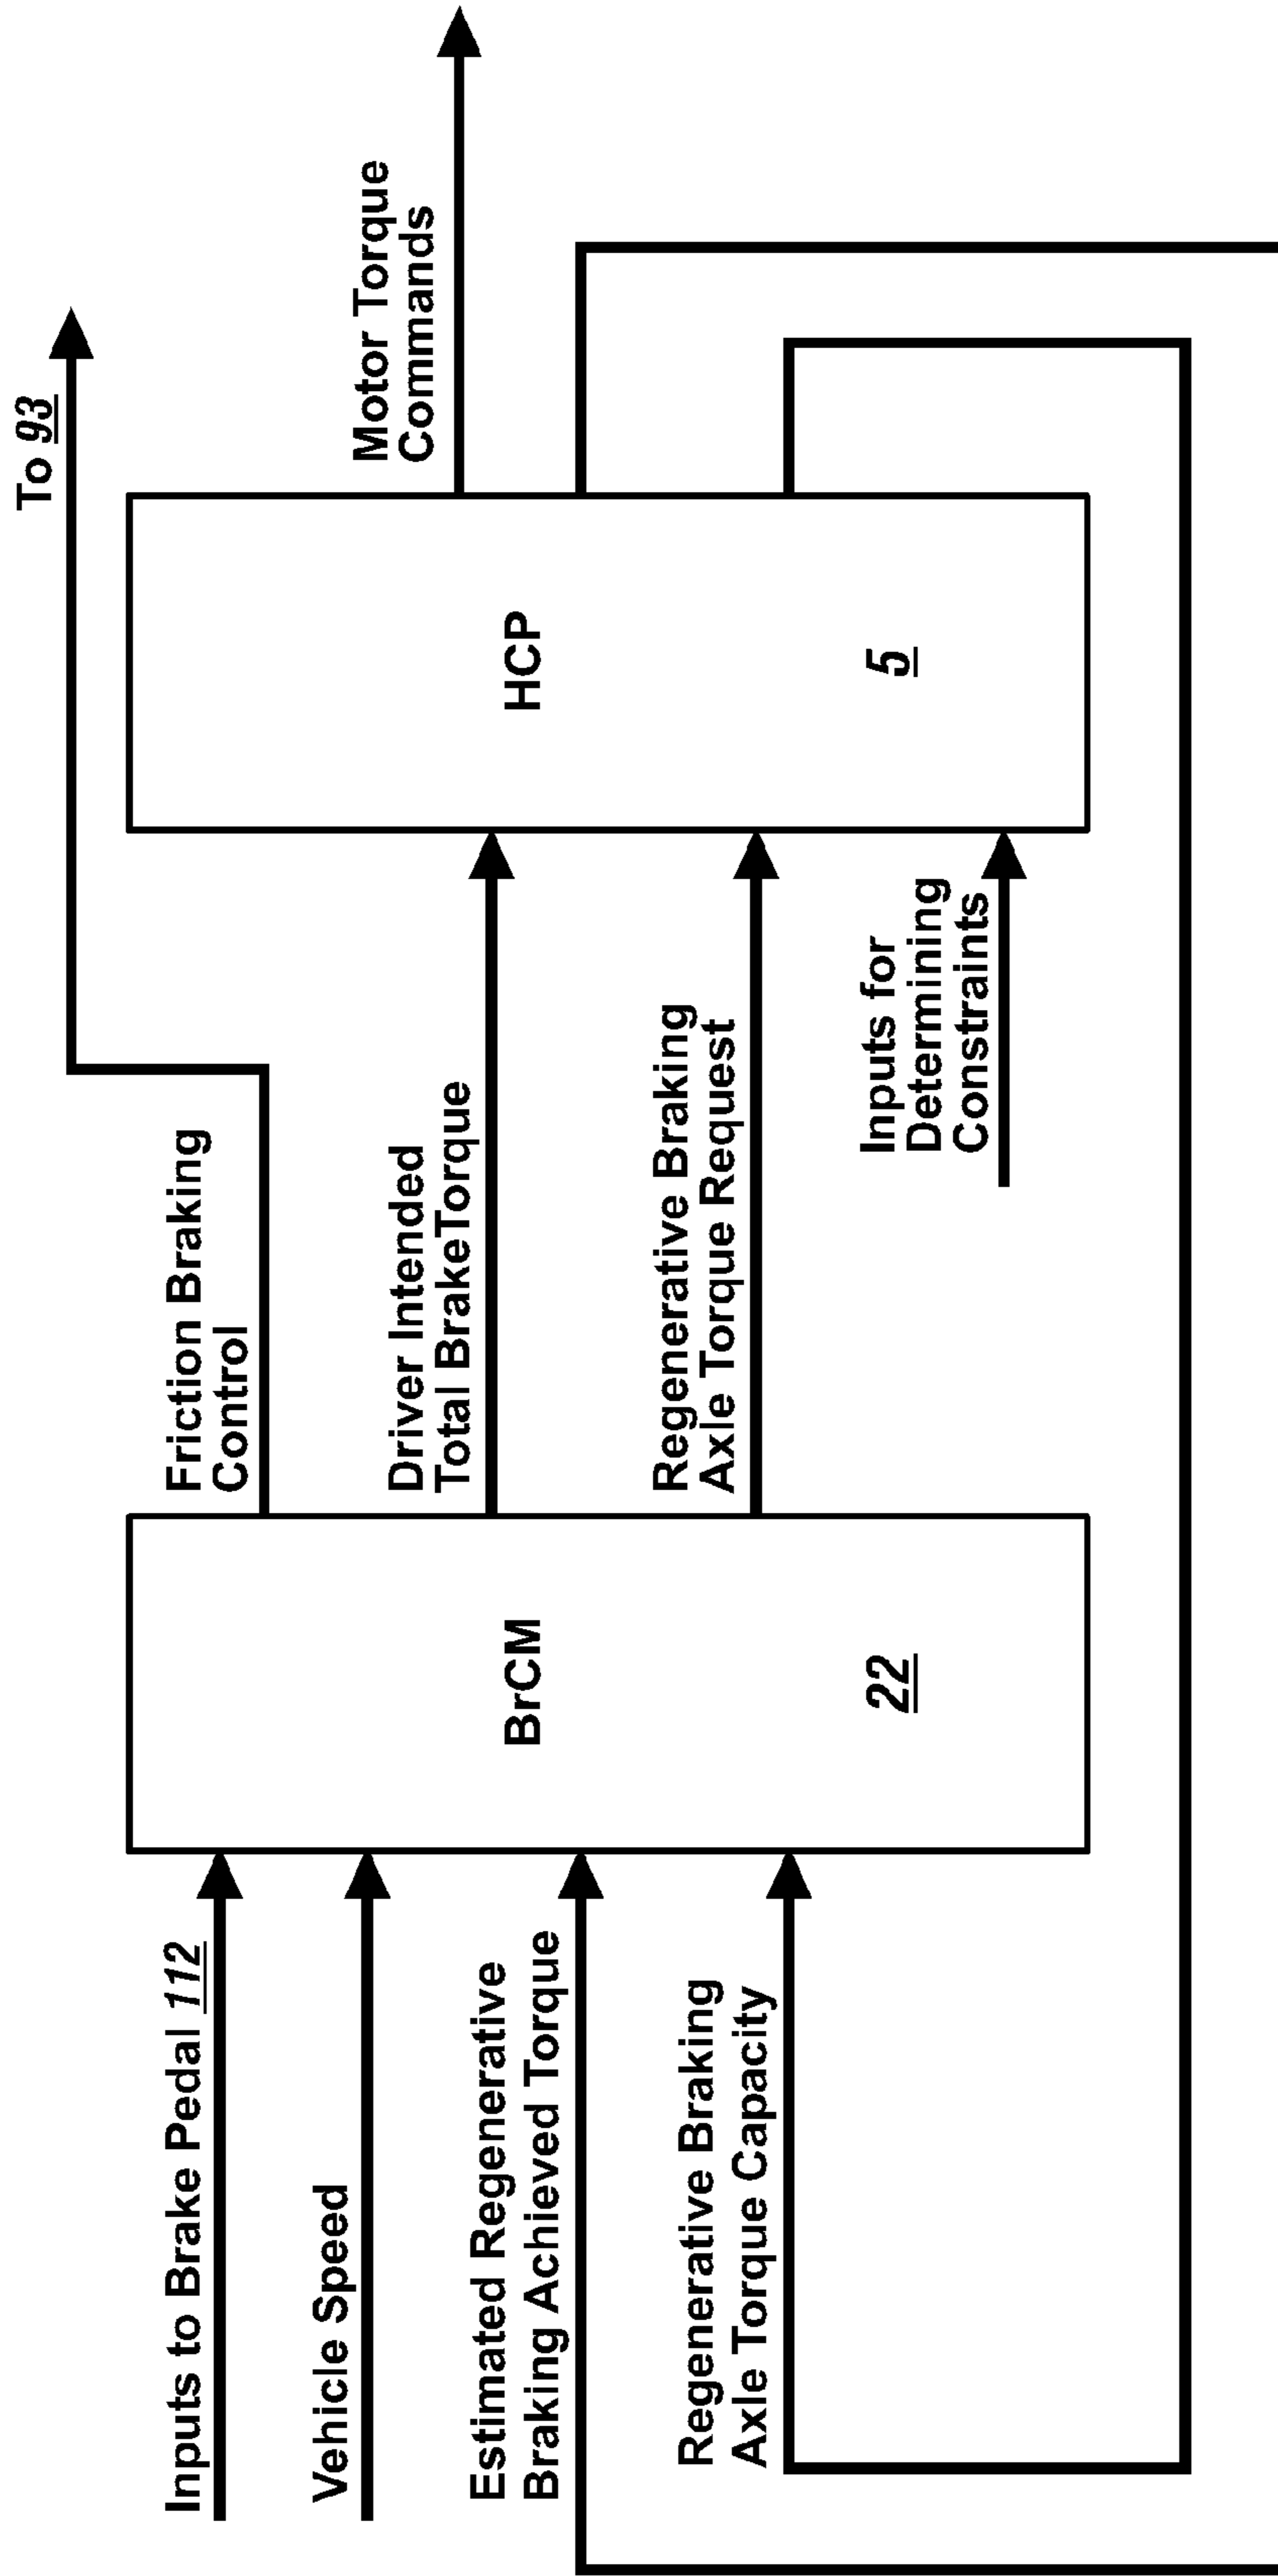 To 93
Friction Braking
Control
Inputs to Brake Pedal 112
Vehicle Speed
Estimated Regenerative
Braking Achieved Torque
Regenerative Braking
Axle Torque Capacity
BrCM
22
Driver Intended
Total BrakeTorque
Regenerative Braking
Axle Torque Request
Inputs for
Determining
Constraints
HCP
5
Motor Torque
Commands